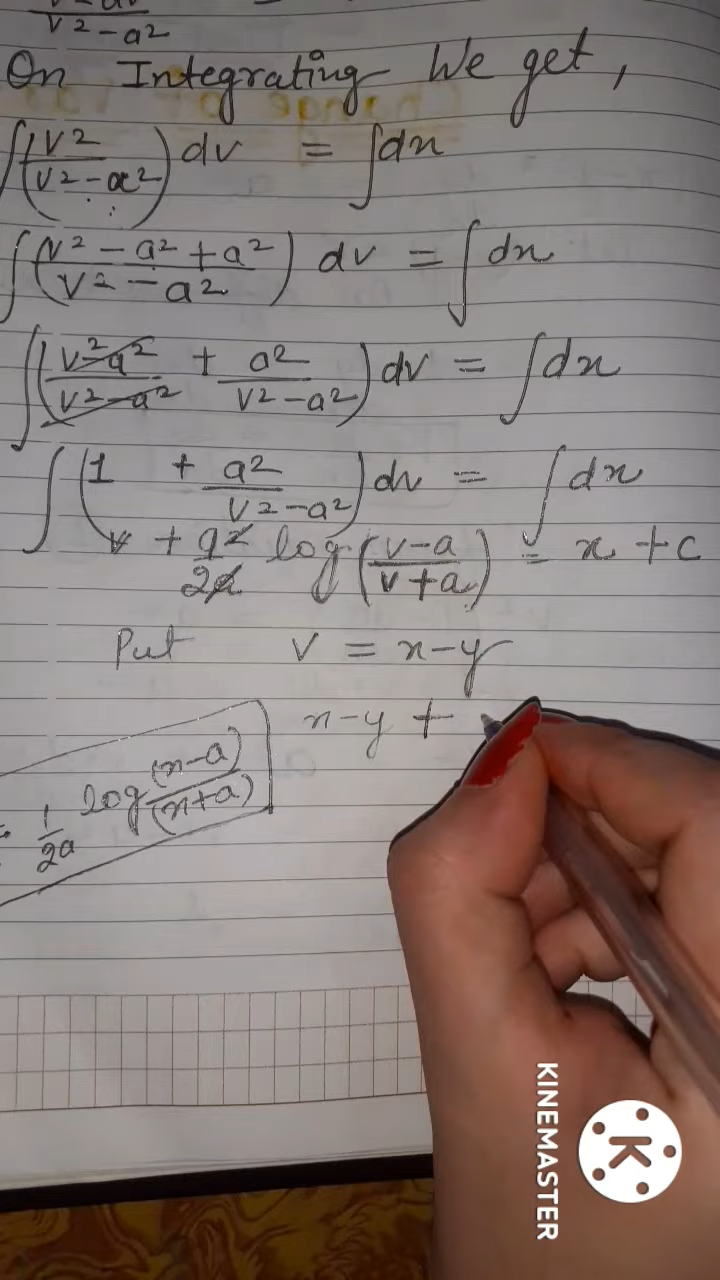 V² - a²
On Integrating We get,
∫(V²/(V² - a²)) dv = ∫dx
∫((V² - a² + a²)/(V² - a²)) dv = ∫dx
∫((V² - a²)/(V² - a²) + a²/(V² - a²)) dv = ∫dx
∫(1 + a²/(V² - a²)) dv = ∫dx
v + a²/2a log((v-a)/(v+a)) = x + c
Put V = x-y
x-y +
= 1/2a log (x-a)/(x+a)
KINEMASTER